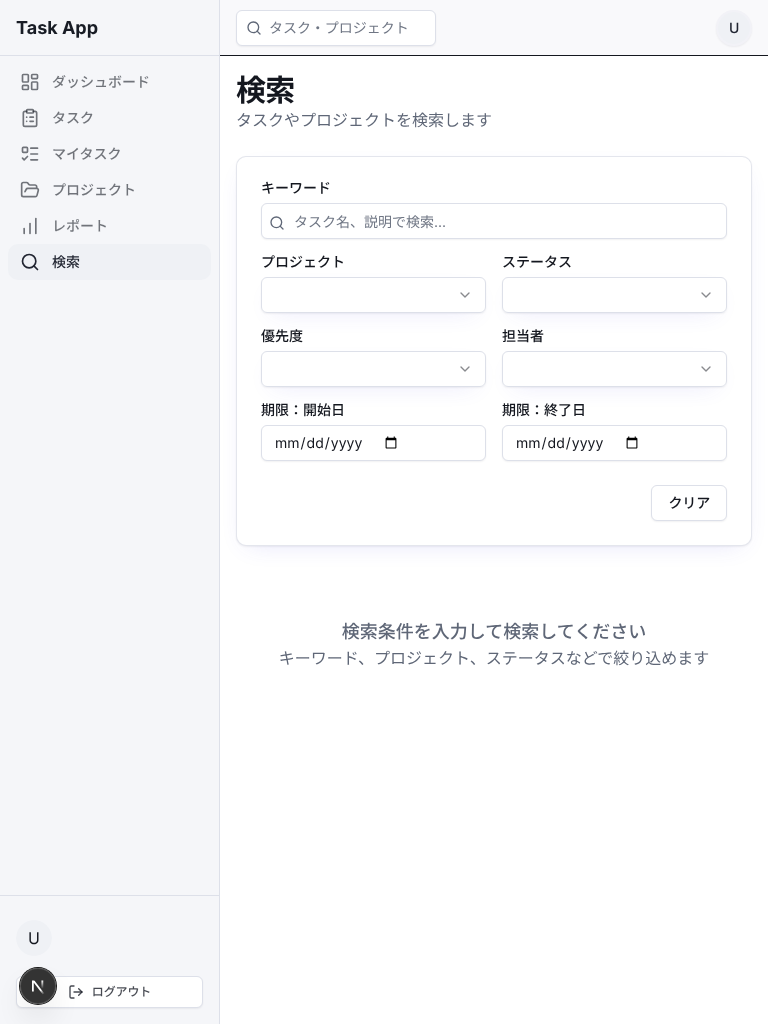 Task App
ダッシュボード
タスク
マイタスク
プロジェクト
レポート
検索
U
ログアウト
N
タスク・プロジェクト
U
検索
タスクやプロジェクトを検索します
キーワード
タスク名、説明で検索...
プロジェクト
ステータス
優先度
担当者
期限：開始日
期限：終了日
mm/dd/yyyy
mm/dd/yyyy
クリア
検索条件を入力して検索してください
キーワード、プロジェクト、ステータスなどで絞り込めます